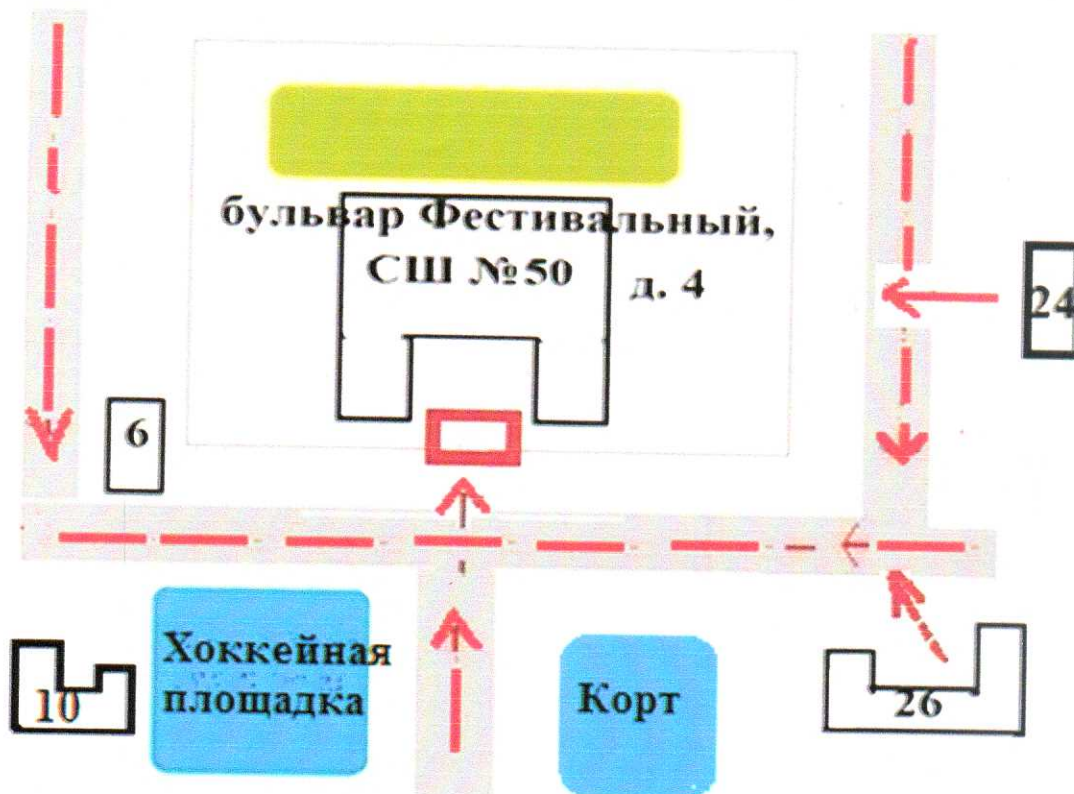 бульвар Фестивальный,
СШ №50
д. 4
24
6
Хоккейная
площадка
Корт
10
26